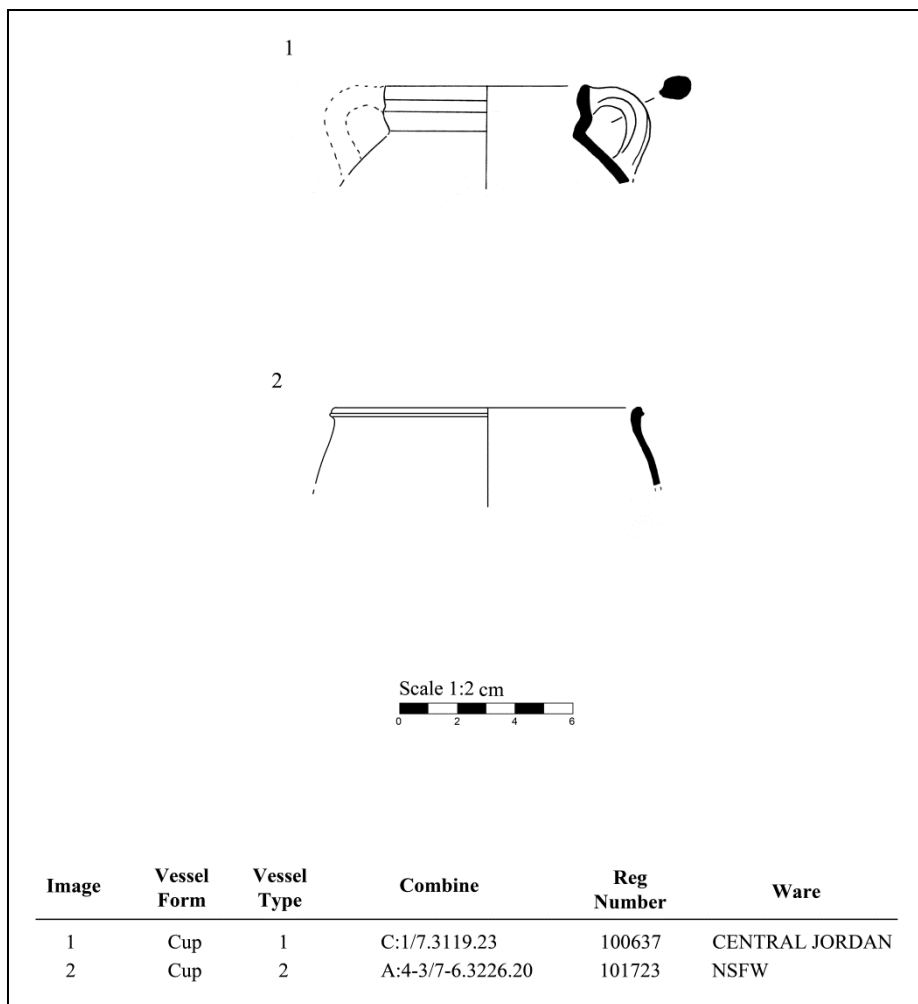 1
2
Scale 1:2 cm
0 2 4 6
Image Vessel Form Vessel Type Combine Reg Number Ware
1 Cup 1 C:1/7.3119.23 100637 CENTRAL JORDAN
2 Cup 2 A:4-3/7-6.3226.20 101723 NSFW